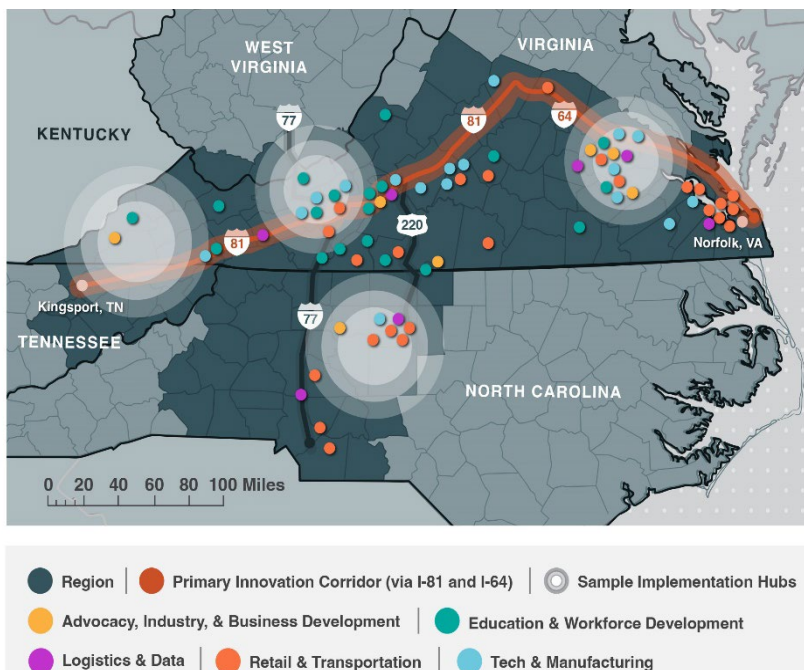 WEST
VIRGINIA
VIRGINIA
77
81
64
KENTUCKY
220
81
Norfolk, VA
Kingsport, TN
77
TENNESSEE
NORTH CAROLINA
0 20 40 60 80 100 Miles
Region | Primary Innovation Corridor (via I-81 and I-64) | Sample Implementation Hubs
Advocacy, Industry, & Business Development | Education & Workforce Development
Logistics & Data | Retail & Transportation | Tech & Manufacturing